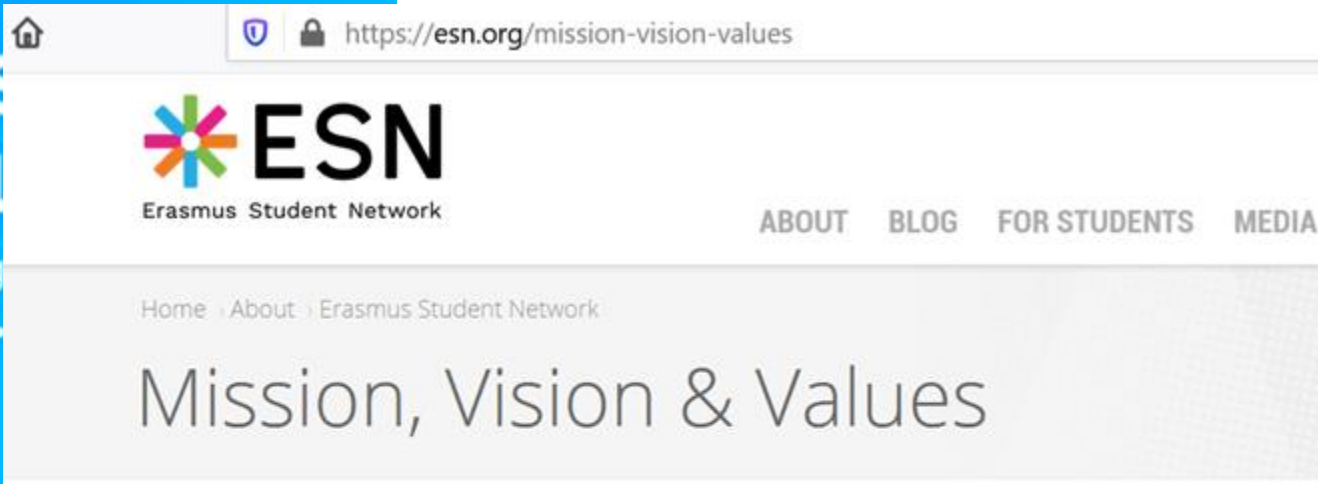 https://esn.org/mission-vision-values
ESN
Erasmus Student Network
ABOUT BLOG FOR STUDENTS MEDIA
Home › About › Erasmus Student Network
Mission, Vision & Values